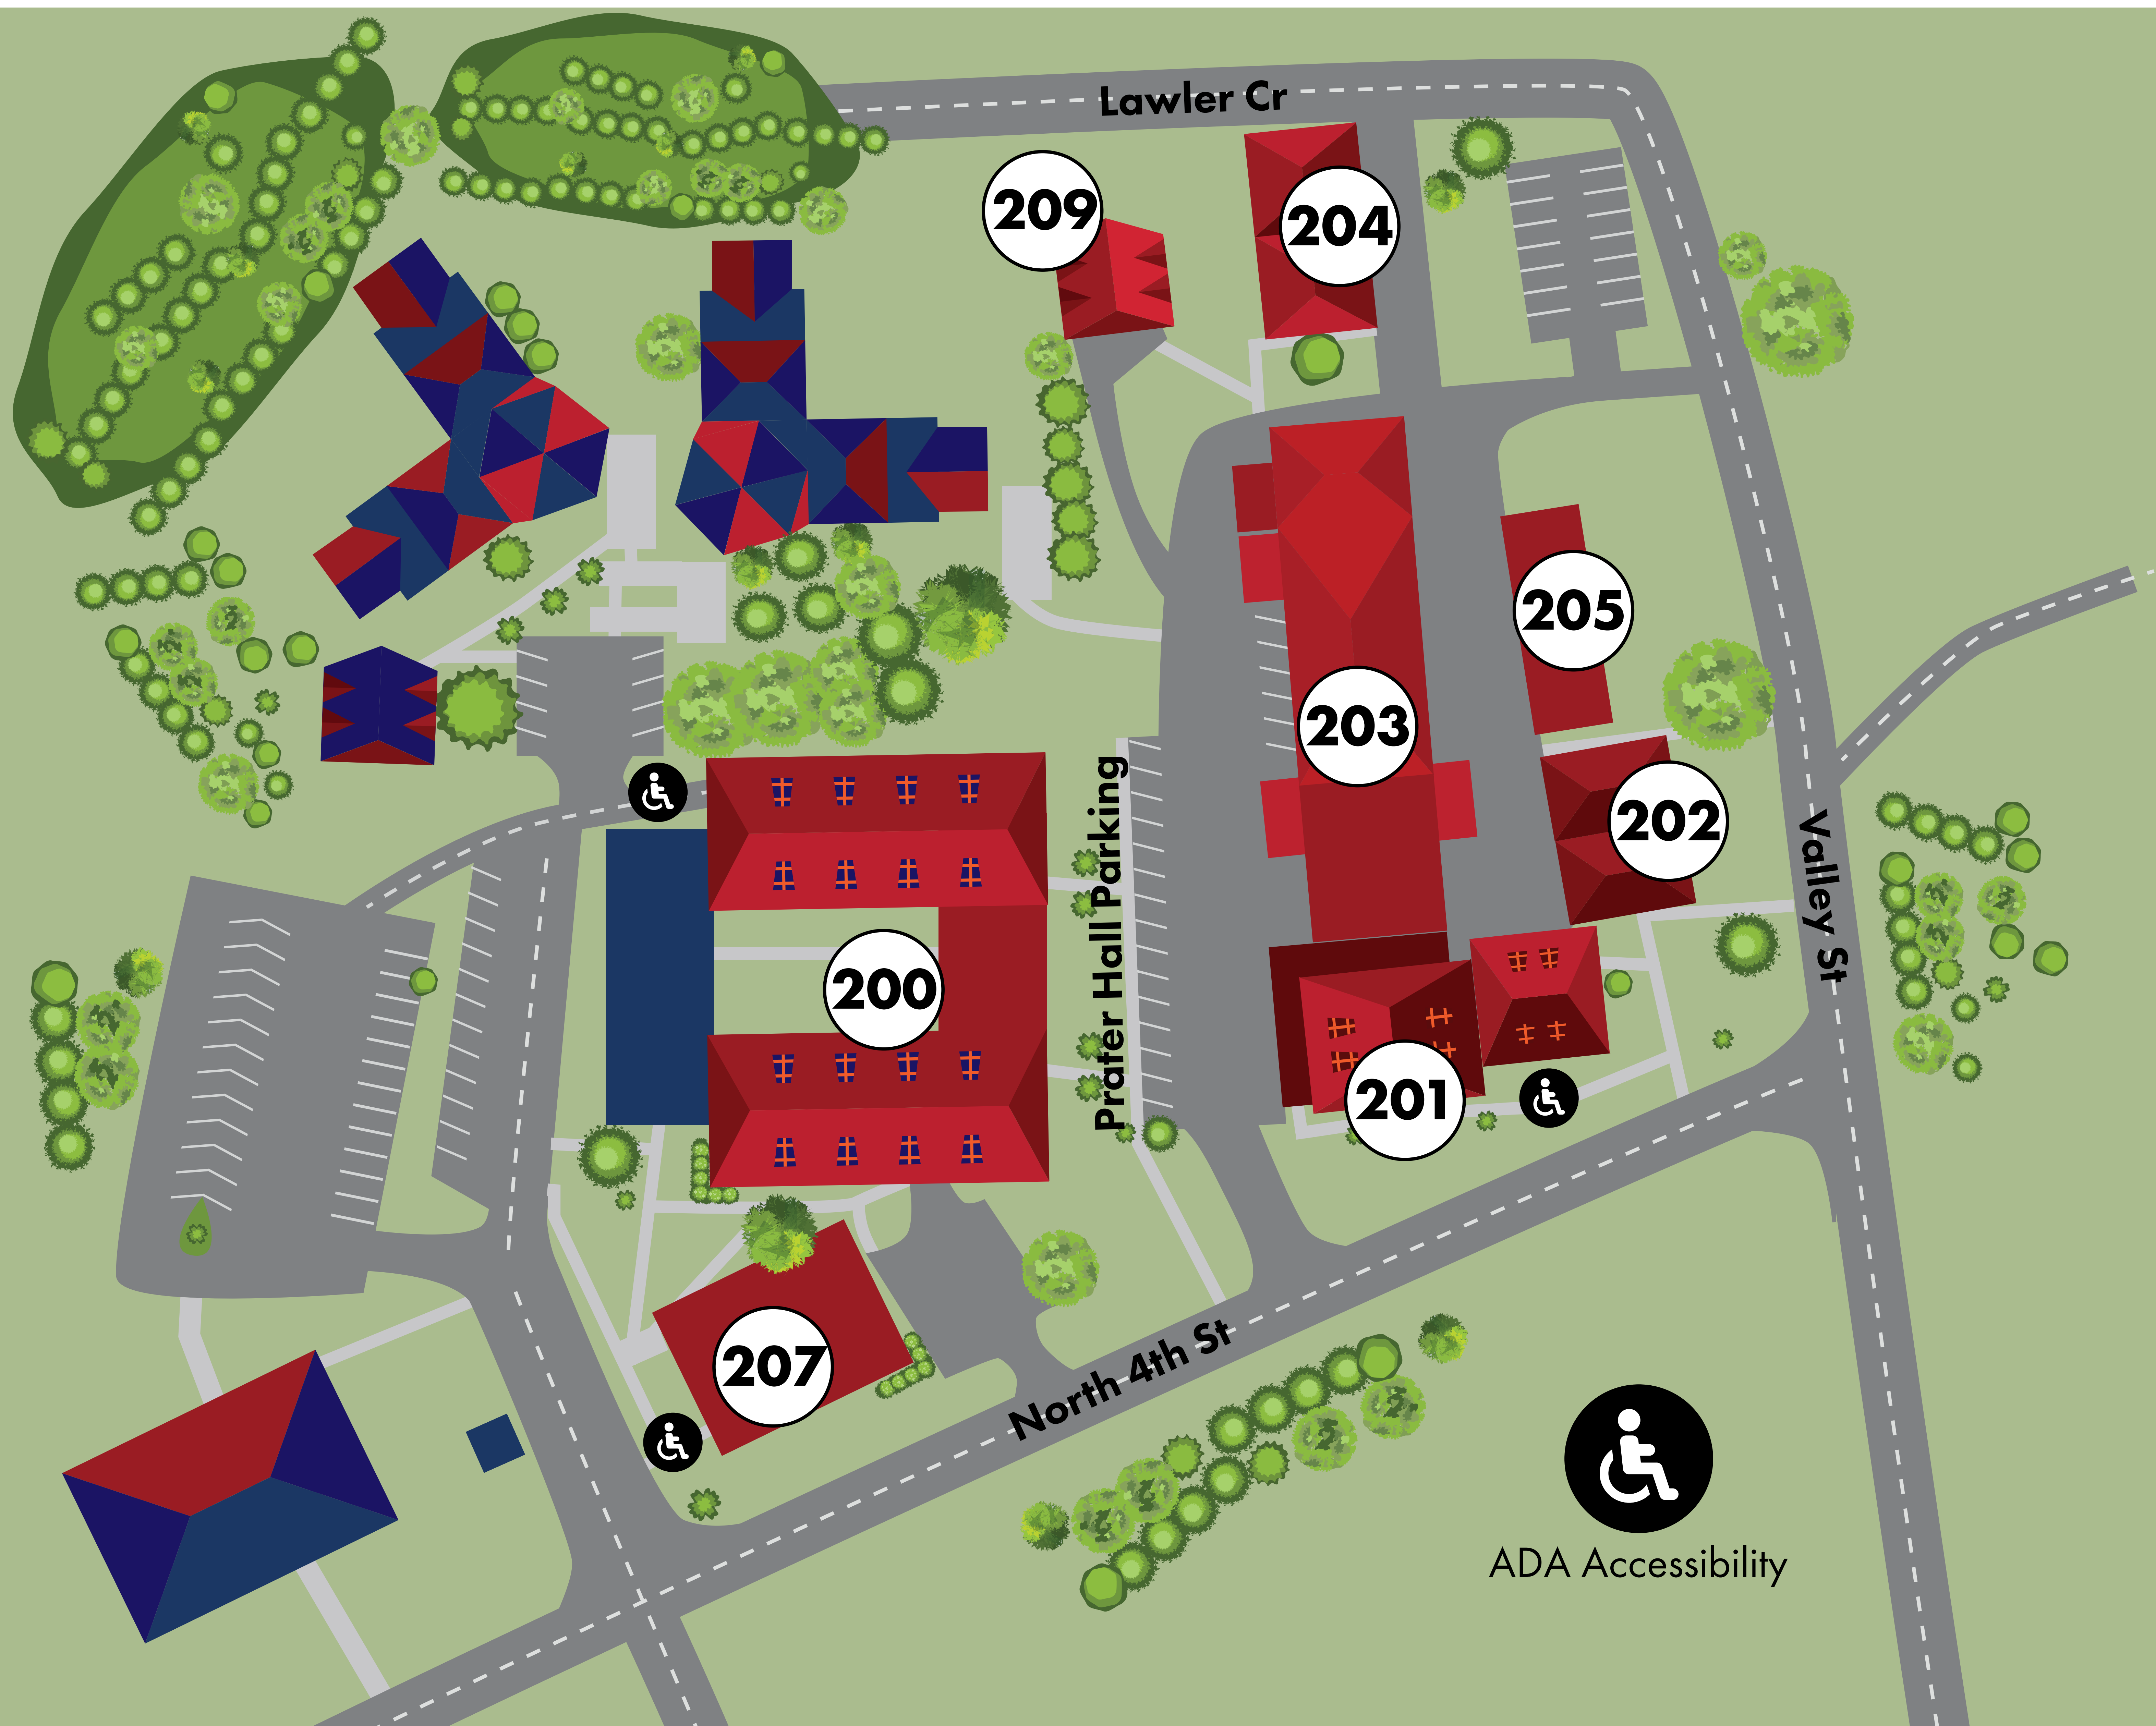 Lawler Cr
209
204
205
203
202
Valley St
Prater Hall Parking
200
201
207
North 4th St
ADA Accessibility